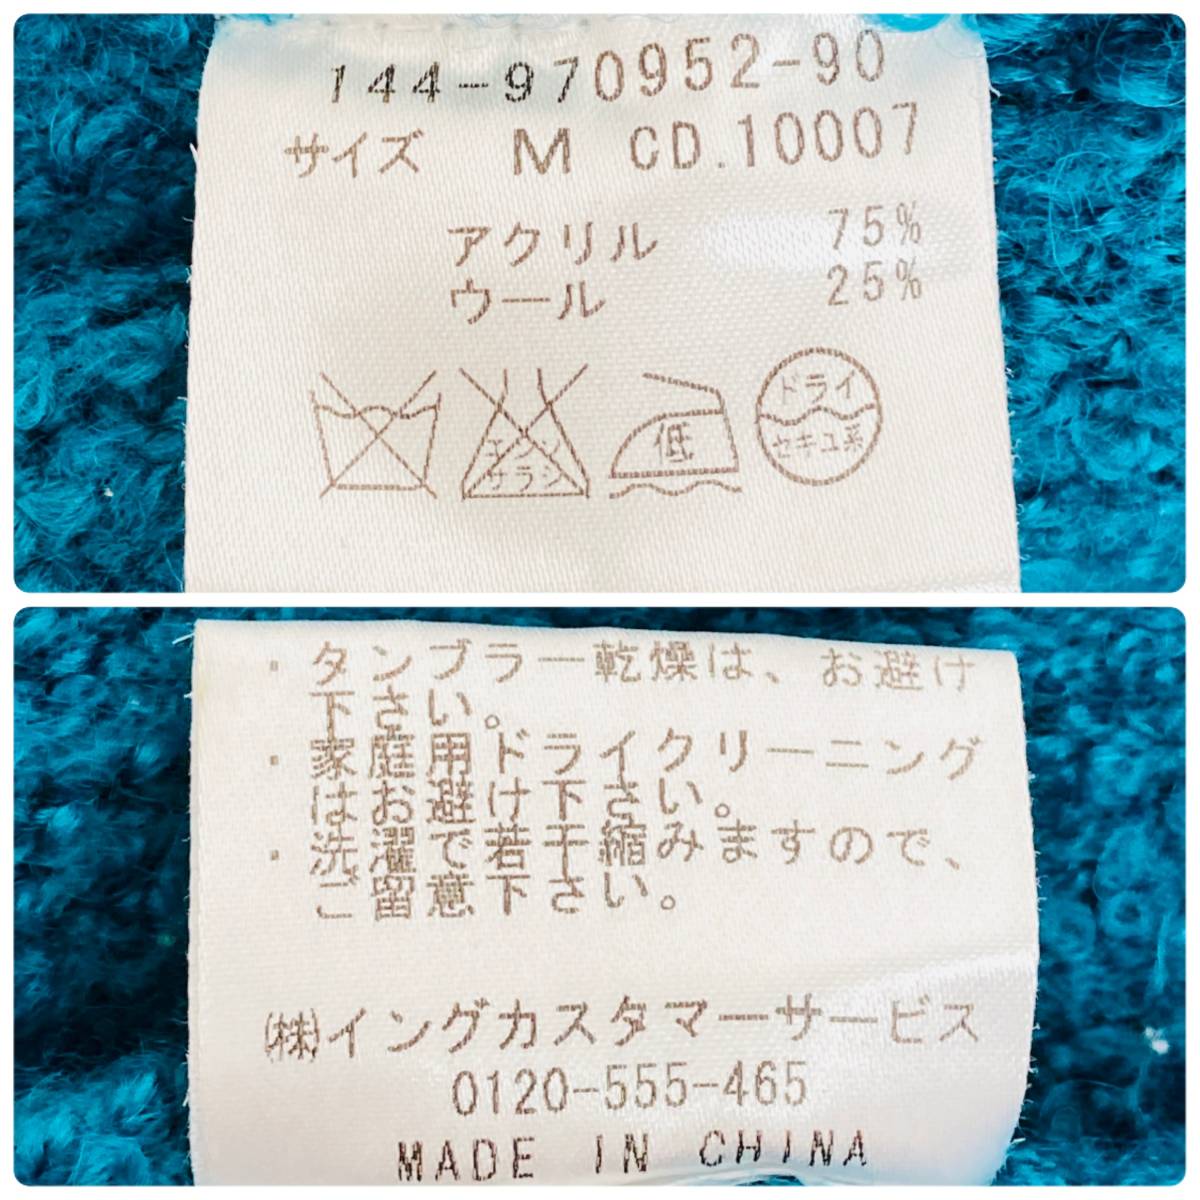 144-970952-90
サイズ M CD.10007
アクリル 75%
ウール 25%
エンソ
サラシ
低
ドライ
セキユ系
・タンブラー乾燥は、お避け
下さい。
・家庭用ドライクリーニング
はお避け下さい。
・洗濯で若干縮みますので、
ご留意下さい。
㈱イングカスタマーサービス
0120-555-465
MADE IN CHINA